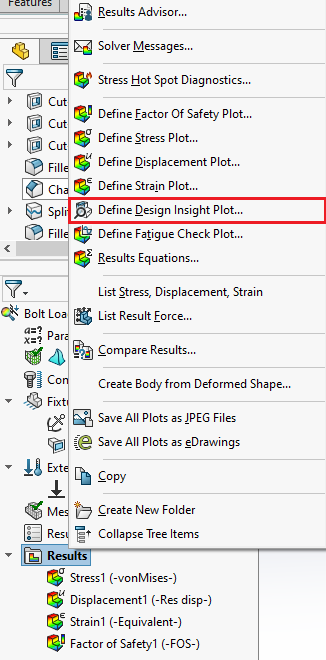 Features
Results Advisor...
Solver Messages...
Stress Hot Spot Diagnostics...
Define Factor Of Safety Plot...
Define Stress Plot...
Define Displacement Plot...
Define Strain Plot...
Define Design Insight Plot...
Define Fatigue Check Plot...
Results Equations...
List Stress, Displacement, Strain
List Result Force...
Compare Results...
Create Body from Deformed Shape...
Save All Plots as JPEG Files
Save All Plots as eDrawings
Copy
Create New Folder
Collapse Tree Items
Cut
Cut
Cut
Fille
Cha
Split
Fille
Bolt Loa
Para
Con
Fixtu
Exte
Mes
Resu
Results
Stress1 (-vonMises-)
Displacement1 (-Res disp-)
Strain1 (-Equivalent-)
Factor of Safety1 (-FOS-)